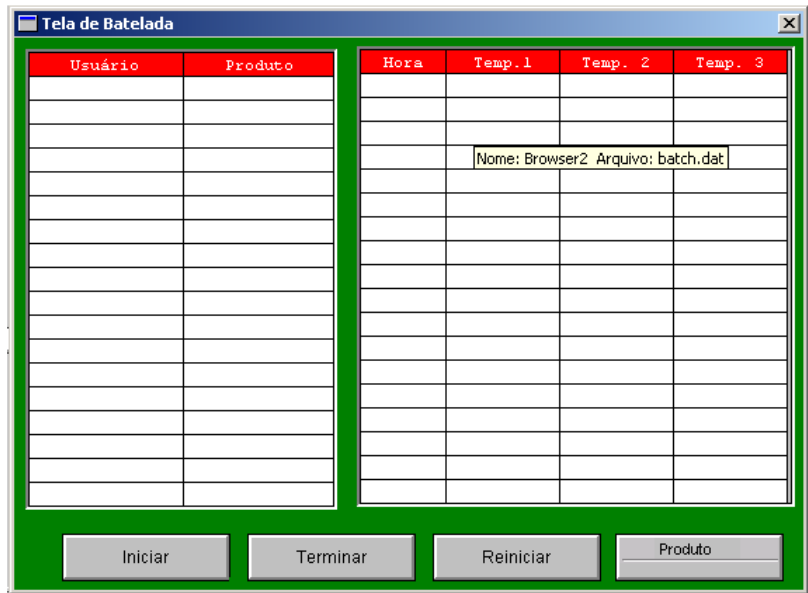 Tela de Batelada
Usuário Produto
Hora Temp.1 Temp. 2 Temp. 3
Nome: Browser2 Arquivo: batch.dat
Iniciar Terminar Reiniciar Produto